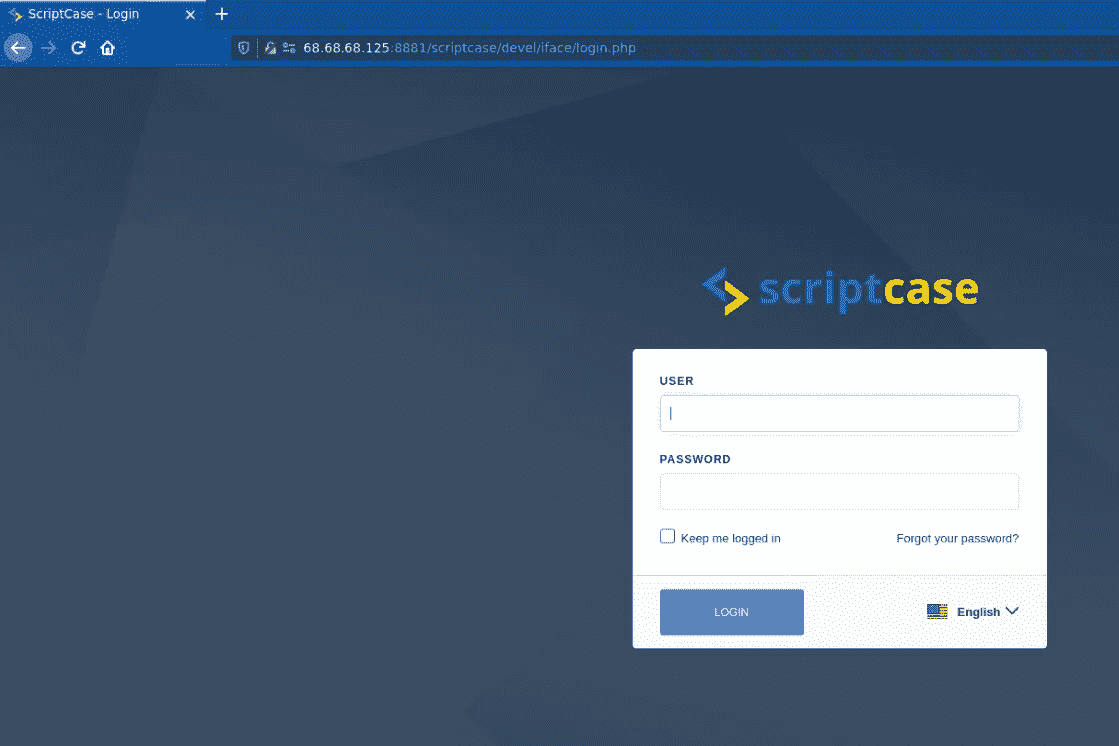 ScriptCase - Login
68.68.68.125:8881/scriptcase/devel/iface/login.php
scriptcase
USER
PASSWORD
Keep me logged in Forgot your password?
LOGIN English